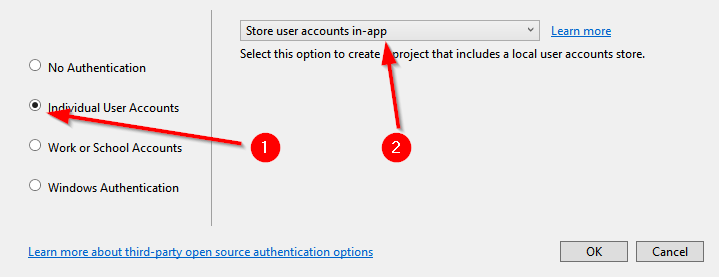 Store user accounts in-app
Learn more
Select this option to create project that includes a local user accounts store.
No Authentication
Individual User Accounts
1
2
Work or School Accounts
Windows Authentication
Learn more about third-party open source authentication options
OK
Cancel